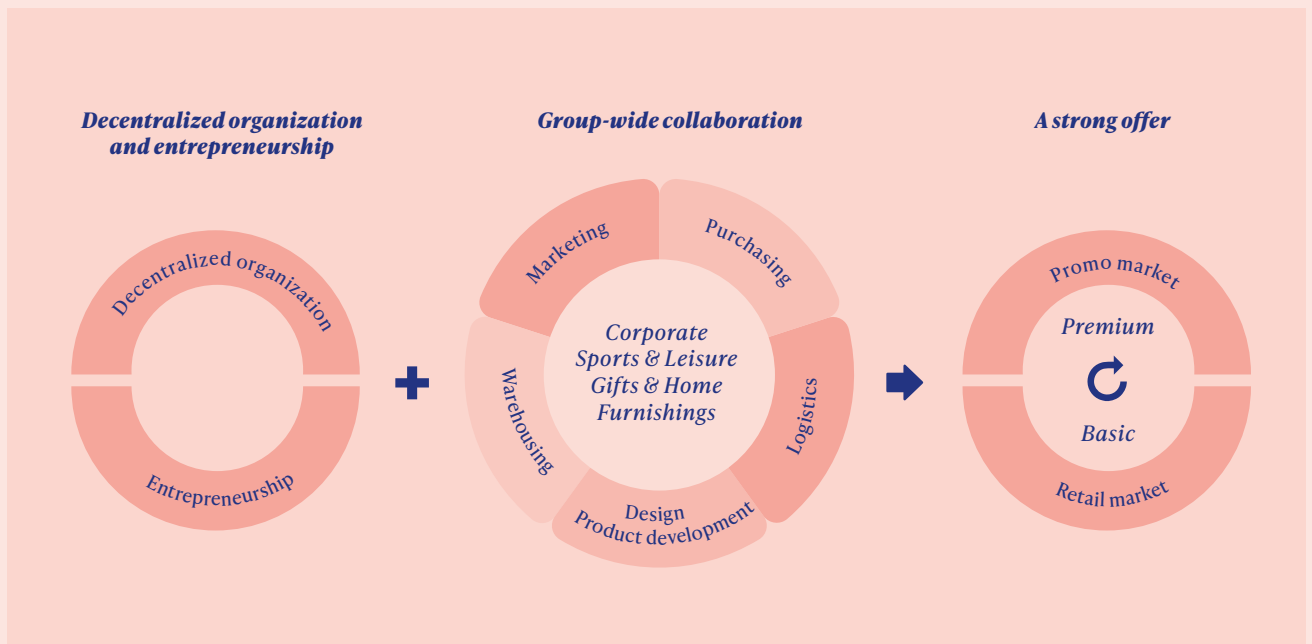 Decentralized organization
and entrepreneurship
Decentralized organization
Entrepreneurship
Group-wide collaboration
Marketing
Purchasing
Logistics
Design
Product development
Warehousing
Corporate
Sports & Leisure
Gifts & Home
Furnishings
A strong offer
Promo market
Premium
Basic
Retail market